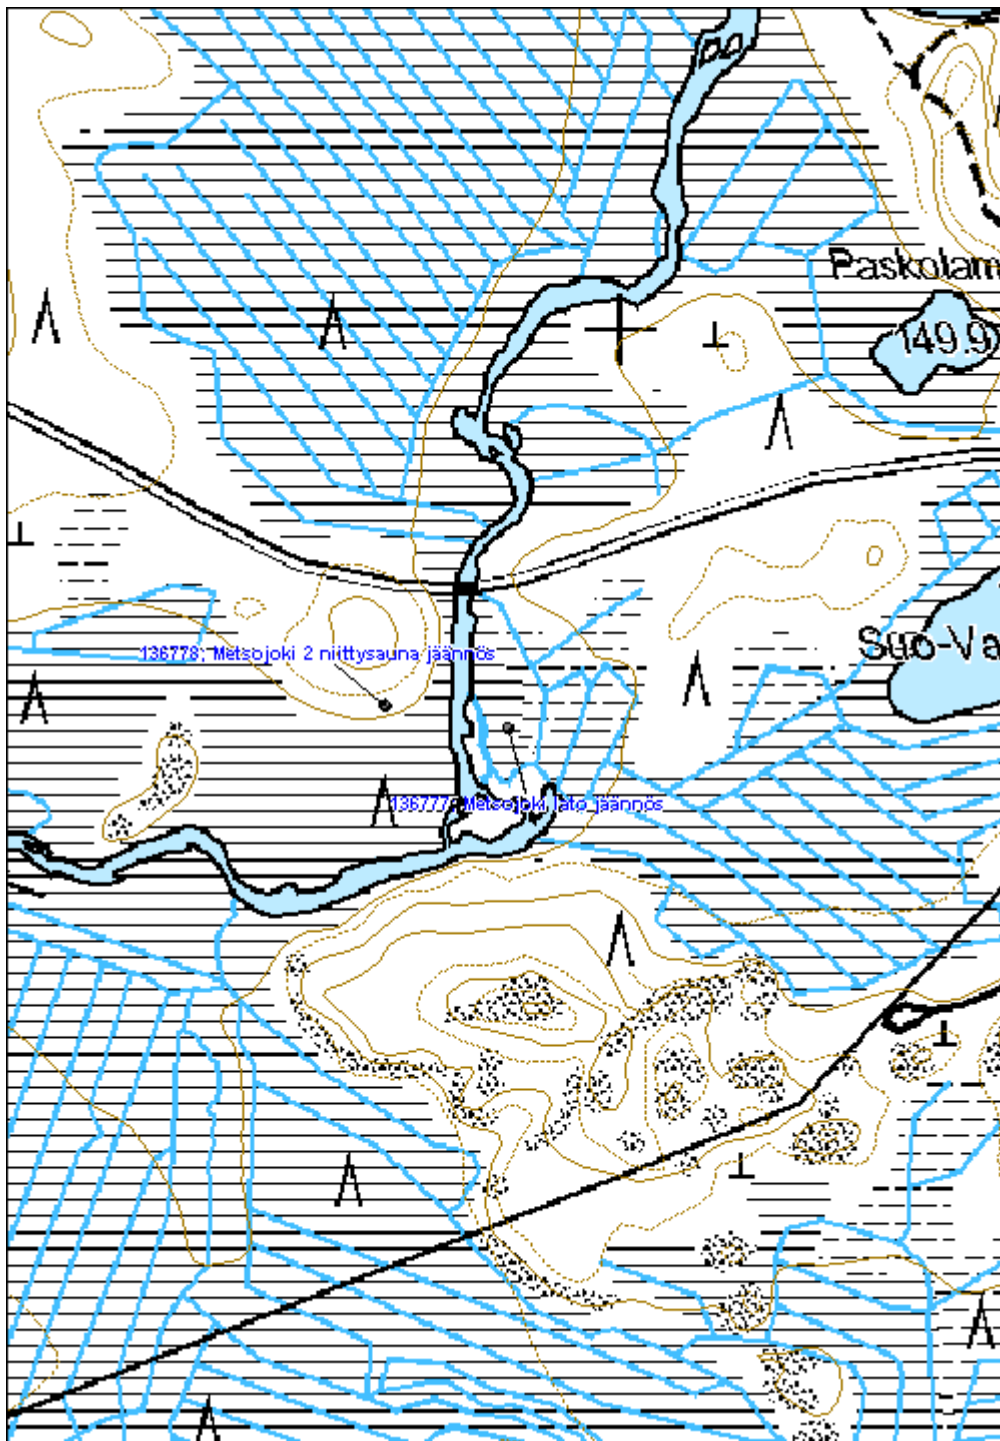 Paskolam
149.9
136778; Metsojoki 2 niittysauna jäännös
Suo-Va
136777; Metsojoki lato jäännös